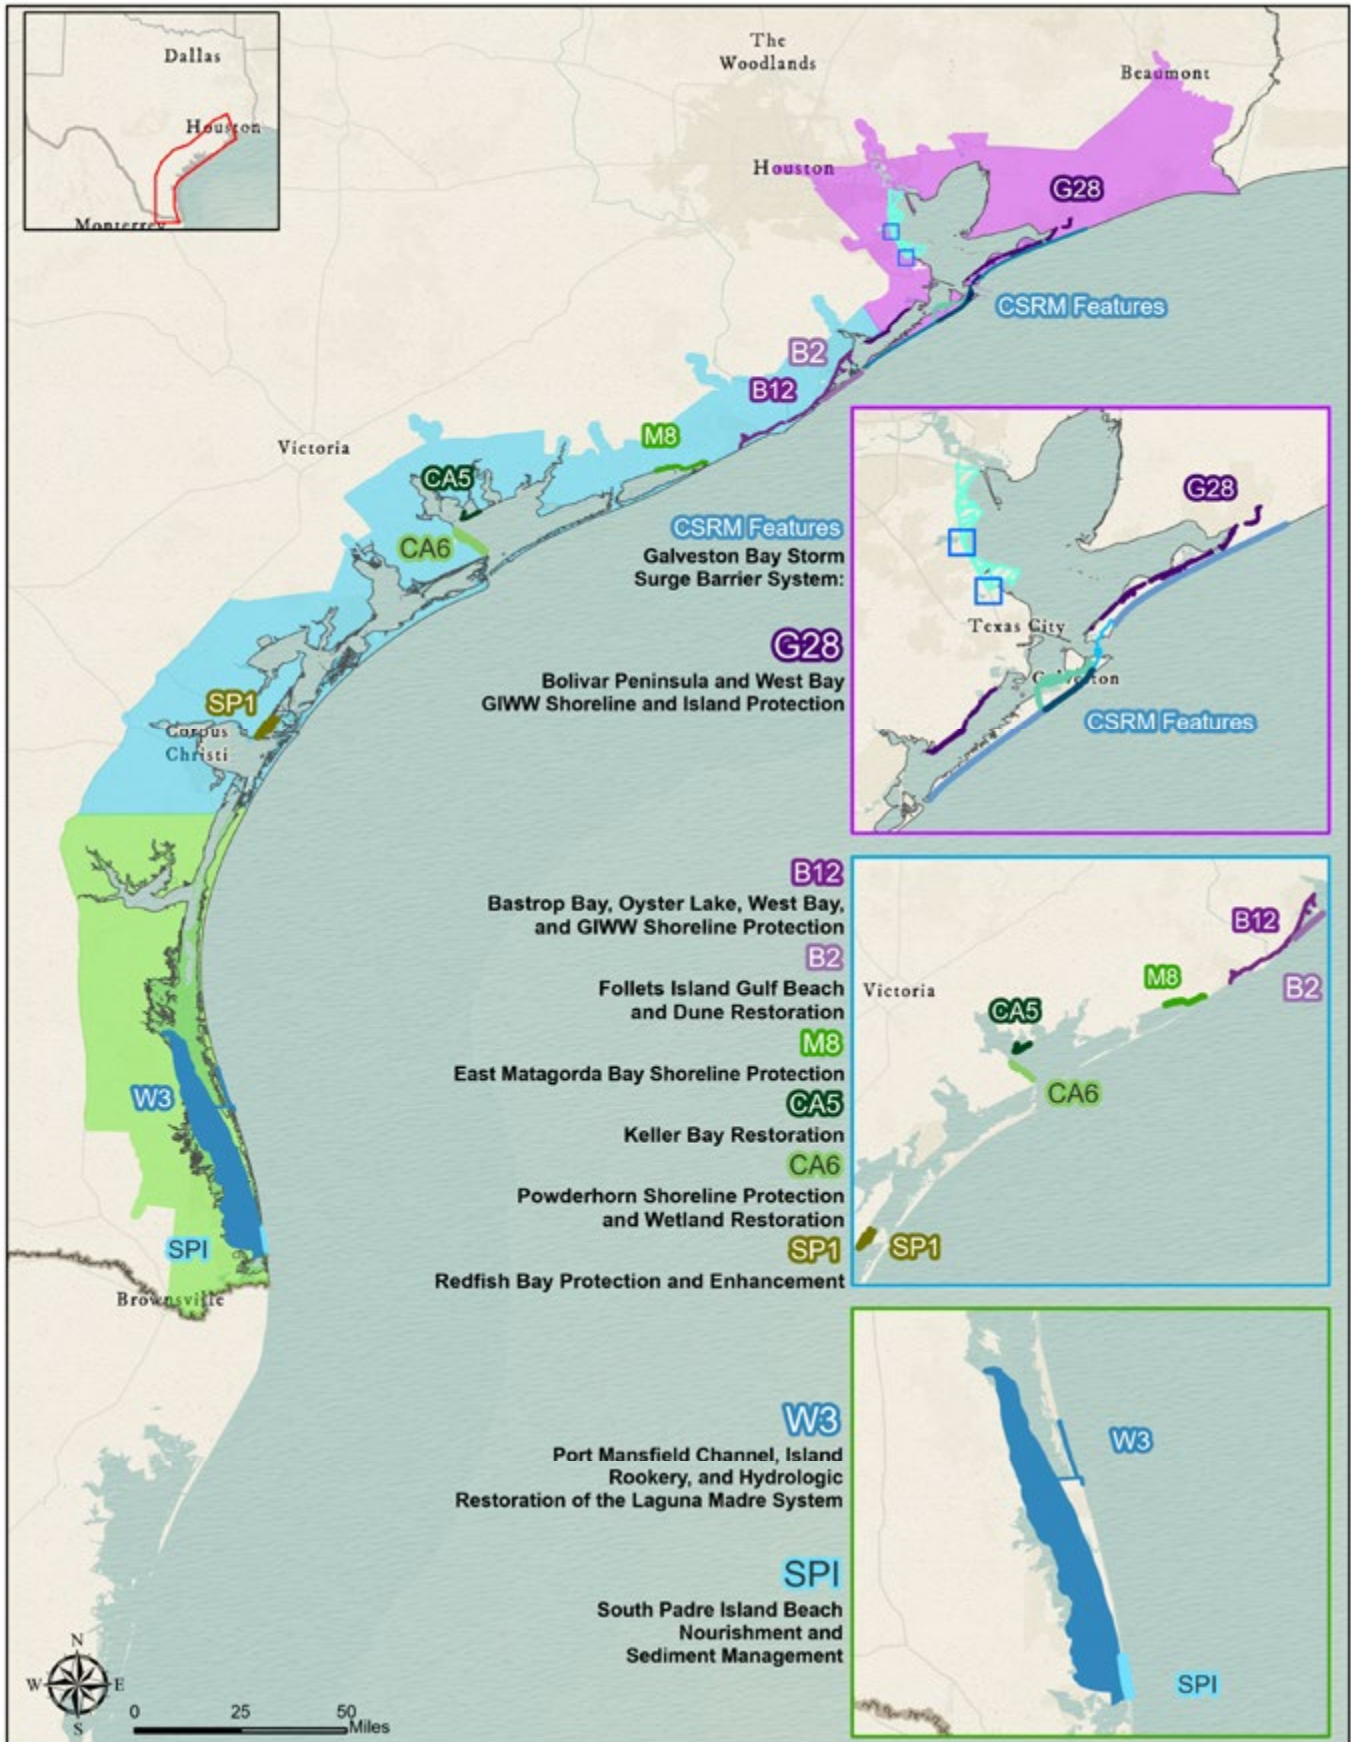 Dallas
Houston
Monterrey
The
Woodlands
Beaumont
Houston
G28
CSRM Features
B2
B12
M8
Victoria
CA5
CA6
SP1
Corpus
Christi
W3
SPI
Brownsville
CSRM Features
Galveston Bay Storm
Surge Barrier System:
G28
Bolivar Peninsula and West Bay
GIWW Shoreline and Island Protection
G28
Texas City
Galveston
CSRM Features
B12
Bastrop Bay, Oyster Lake, West Bay,
and GIWW Shoreline Protection
B2
Follets Island Gulf Beach
and Dune Restoration
M8
East Matagorda Bay Shoreline Protection
CA5
Keller Bay Restoration
CA6
Powderhorn Shoreline Protection
and Wetland Restoration
SP1
Redfish Bay Protection and Enhancement
B12
B2
M8
Victoria
CA5
CA6
SP1
W3
Port Mansfield Channel, Island
Rookery, and Hydrologic
Restoration of the Laguna Madre System
SPI
South Padre Island Beach
Nourishment and
Sediment Management
W3
SPI
N
W E
S
0 25 50
Miles